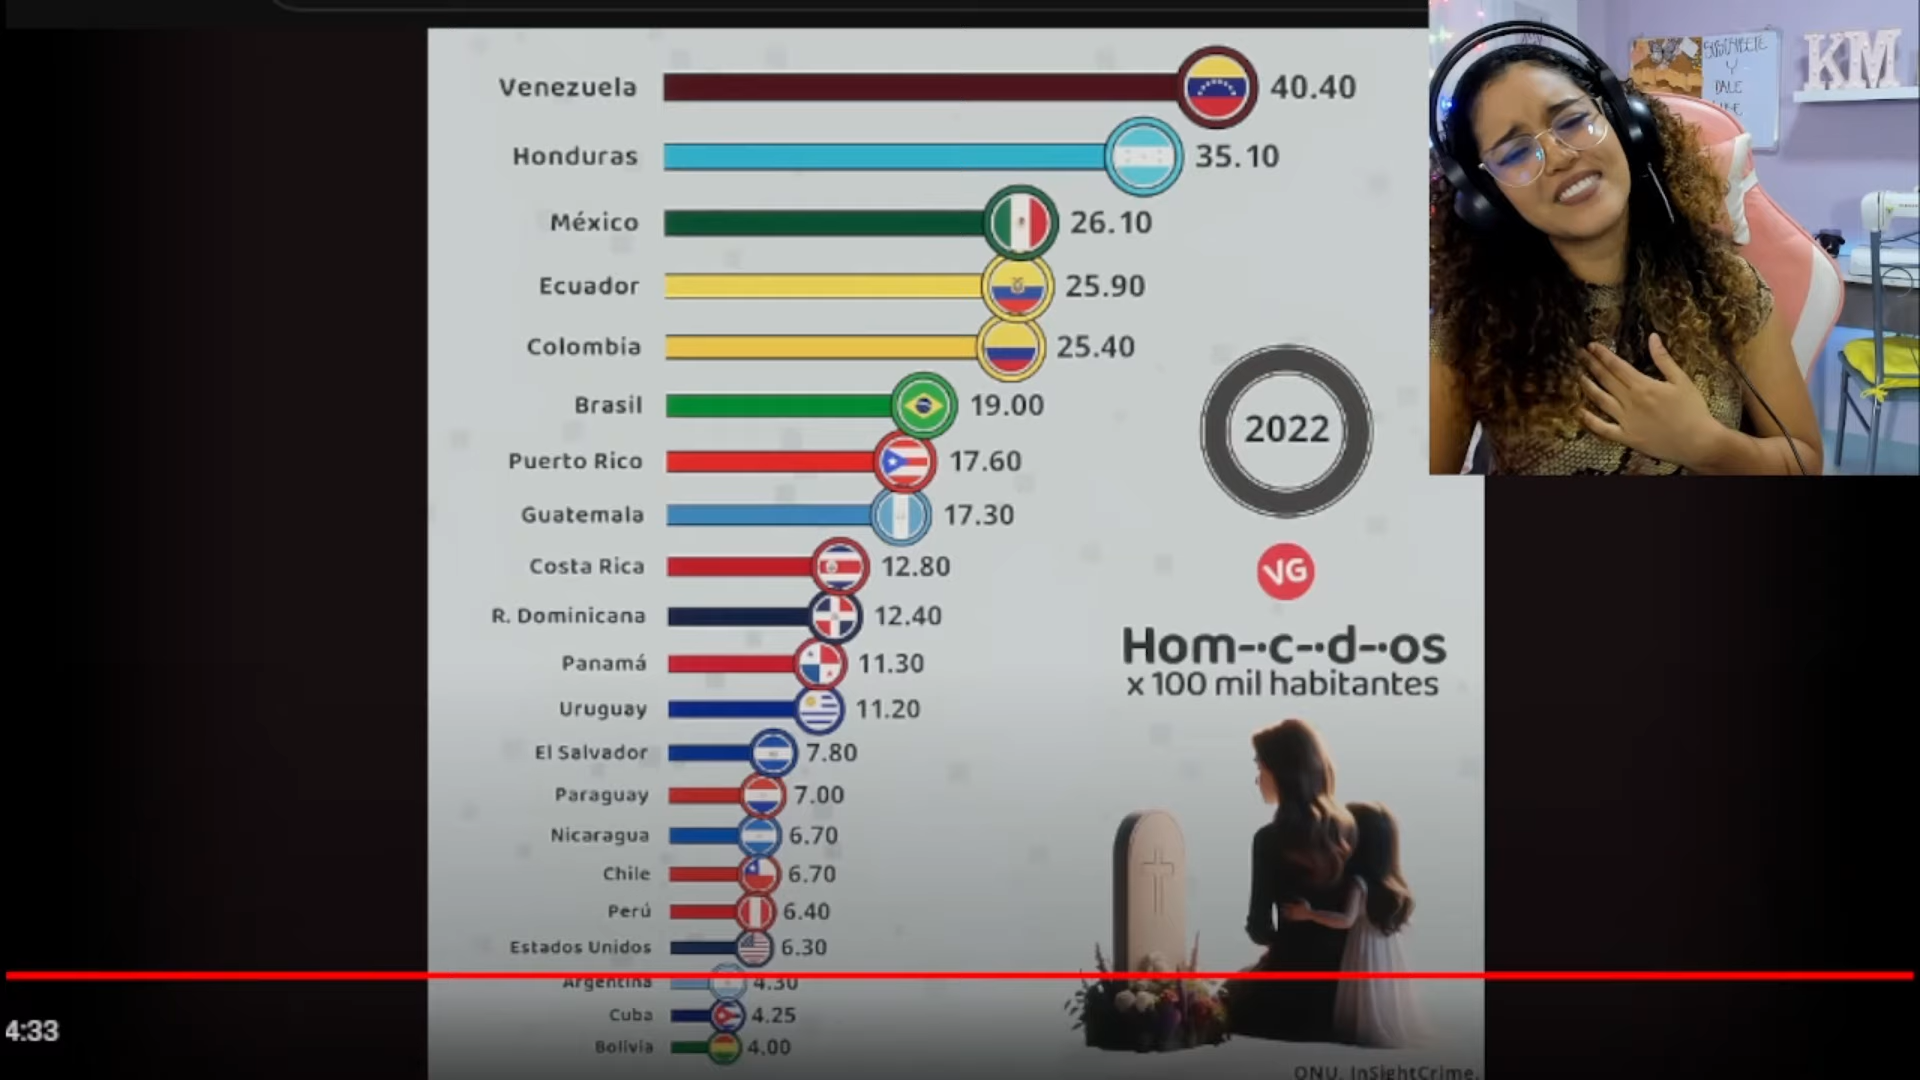 Venezuela 40.40
Honduras 35.10
México 26.10
Ecuador 25.90
Colombia 25.40
Brasil 19.00
Puerto Rico 17.60
Guatemala 17.30
Costa Rica 12.80
R. Dominicana 12.40
Panamá 11.30
Uruguay 11.20
El Salvador 7.80
Paraguay 7.00
Nicaragua 6.70
Chile 6.70
Perú 6.40
Estados Unidos 6.30
Argentina 4.30
Cuba 4.25
Bolivia 4.00
2022
VG
Hom-·c-·d-·os
x 100 mil habitantes
ONU, InSightCrime.
4:33
SUSCRIBETE
Y
DALE
KM